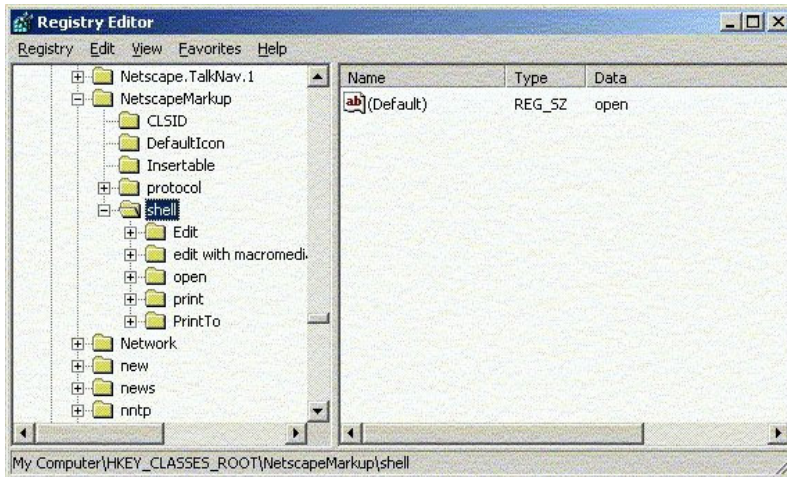 Registry Editor
Registry Edit View Favorites Help
Netscape.TalkNav.1
NetscapeMarkup
CLSID
DefaultIcon
Insertable
protocol
shell
Edit
edit with macromedi
open
print
PrintTo
Network
new
news
nntp
Name Type Data
ab (Default) REG_SZ open
My Computer\HKEY_CLASSES_ROOT\NetscapeMarkup\shell